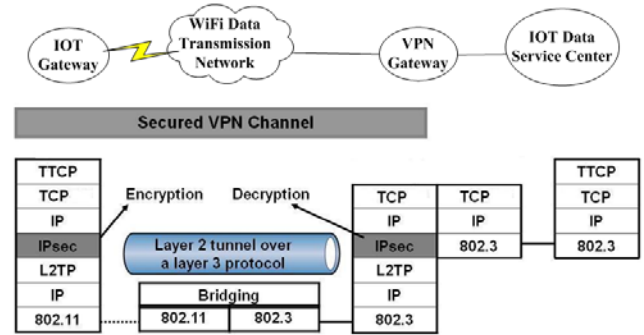 IOT
Gateway
WiFi Data
Transmission
Network
VPN
Gateway
IOT Data
Service Center
Secured VPN Channel
TTCP
TCP
IP
IPsec
L2TP
IP
802.11
Encryption
Decryption
Layer 2 tunnel over
a layer 3 protocol
Bridging
802.11
802.3
TCP
IP
IPsec
L2TP
IP
802.3
TCP
IP
802.3
TTCP
TCP
IP
802.3